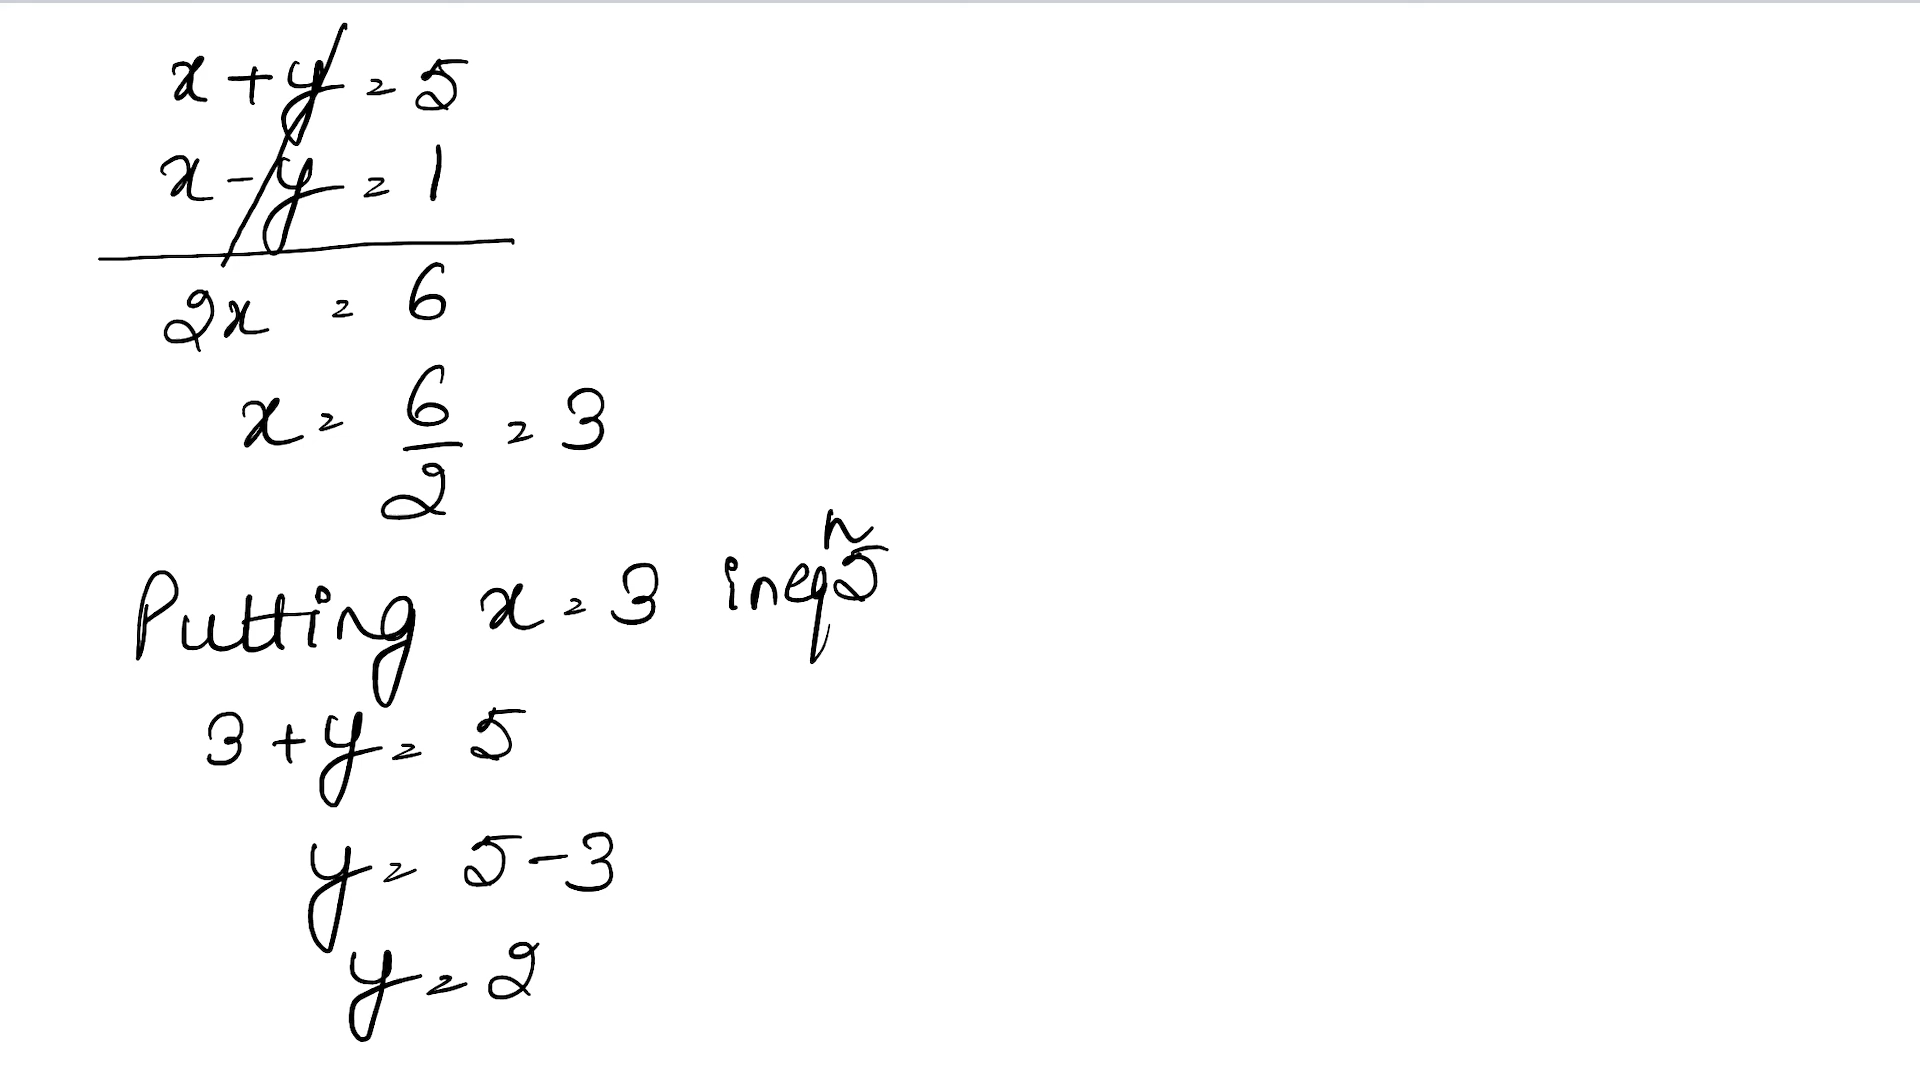 x + y = 5
x - y = 1
2x = 6
x = 6/2 = 3
Putting x = 3 in eqⁿ 5
3 + y = 5
y = 5 - 3
y = 2